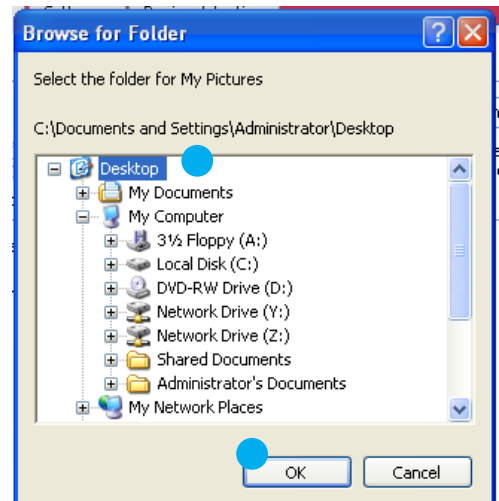 Browse for Folder
Select the folder for My Pictures
C:\Documents and Settings\Administrator\Desktop
Desktop
My Documents
My Computer
3½ Floppy (A:)
Local Disk (C:)
DVD-RW Drive (D:)
Network Drive (Y:)
Network Drive (Z:)
Shared Documents
Administrator's Documents
My Network Places
OK Cancel